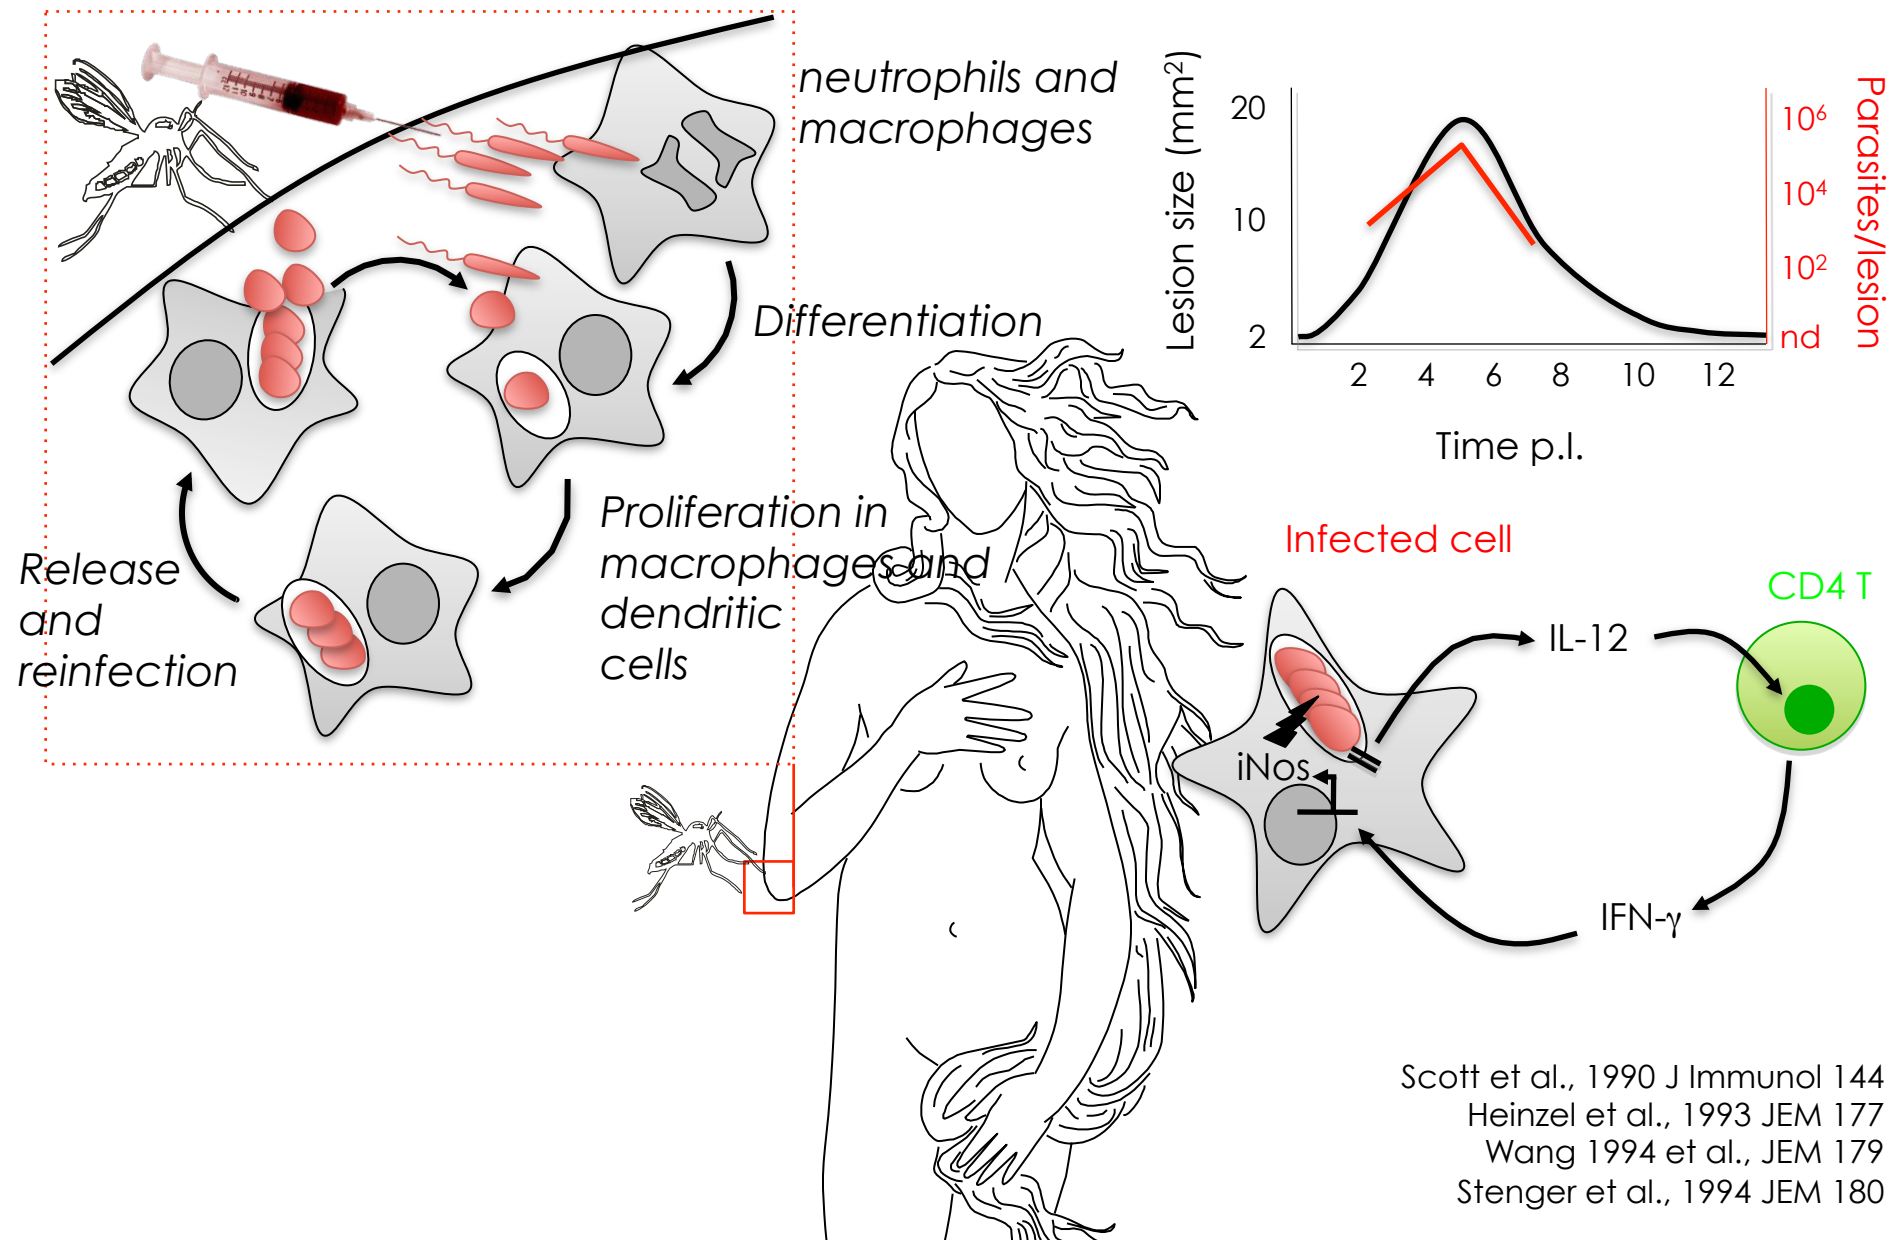 neutrophils and
macrophages
Differentiation
Proliferation in
macrophages and
dendritic
cells
Release
and
reinfection
Lesion size (mm²)
20
10
2
2 4 6 8 10 12
Time p.I.
10⁶
10⁴
10²
nd
Parasites/lesion
Infected cell
CD4 T
IL-12
iNos
IFN-γ
Scott et al., 1990 J Immunol 144
Heinzel et al., 1993 JEM 177
Wang 1994 et al., JEM 179
Stenger et al., 1994 JEM 180